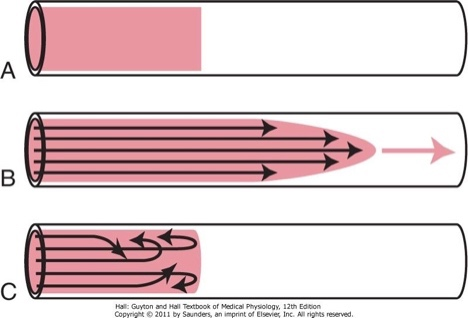 A
B
C
Hall: Guyton and Hall Textbook of Medical Physiology, 12th Edition
Copyright © 2011 by Saunders, an imprint of Elsevier, Inc. All rights reserved.